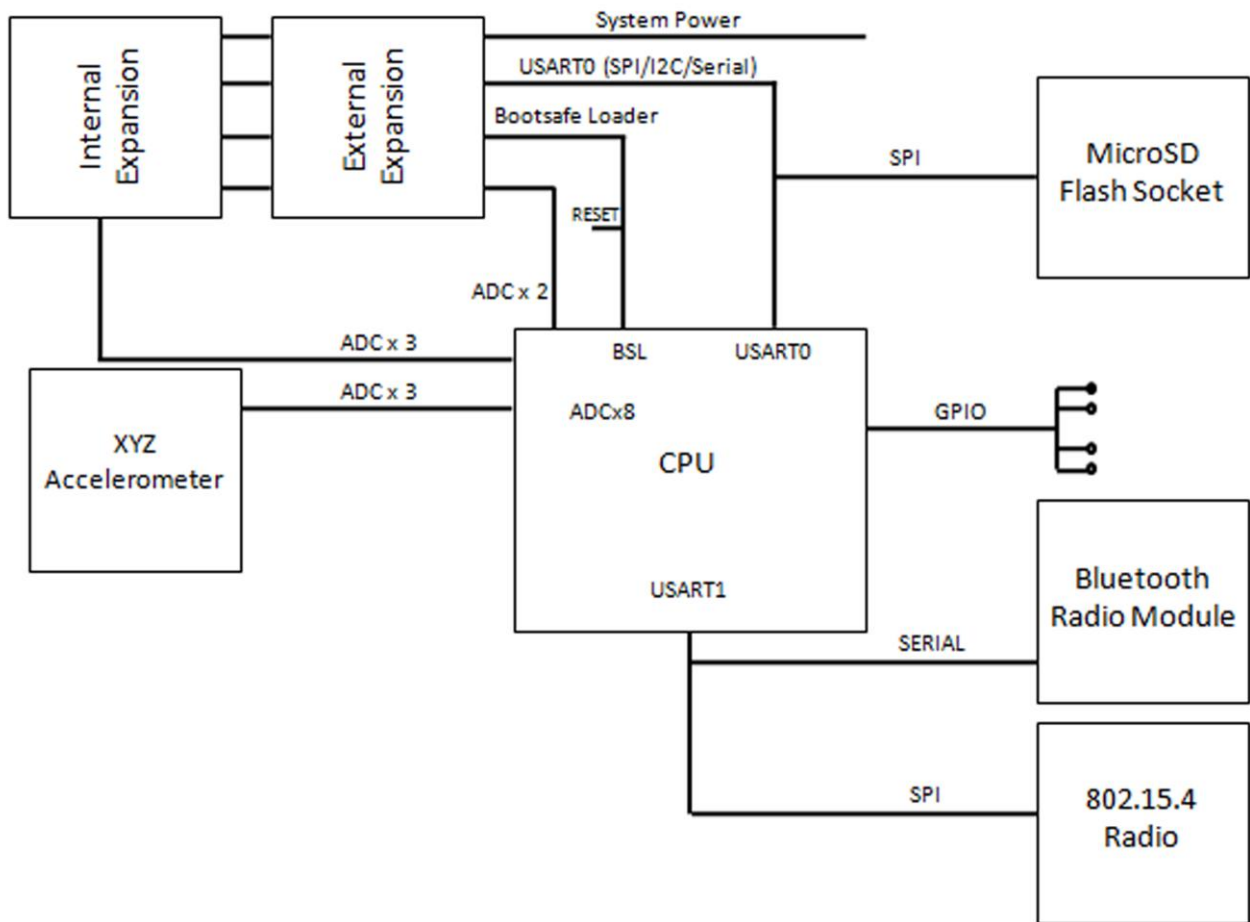 System Power
Internal
Expansion
External
Expansion
USART0 (SPI/I2C/Serial)
Bootsafe Loader
SPI
MicroSD
Flash Socket
RESET
ADC x 2
ADC x 3
BSL
USART0
ADC x 3
ADCx8
GPIO
XYZ
Accelerometer
CPU
USART1
Bluetooth
Radio Module
SERIAL
SPI
802.15.4
Radio